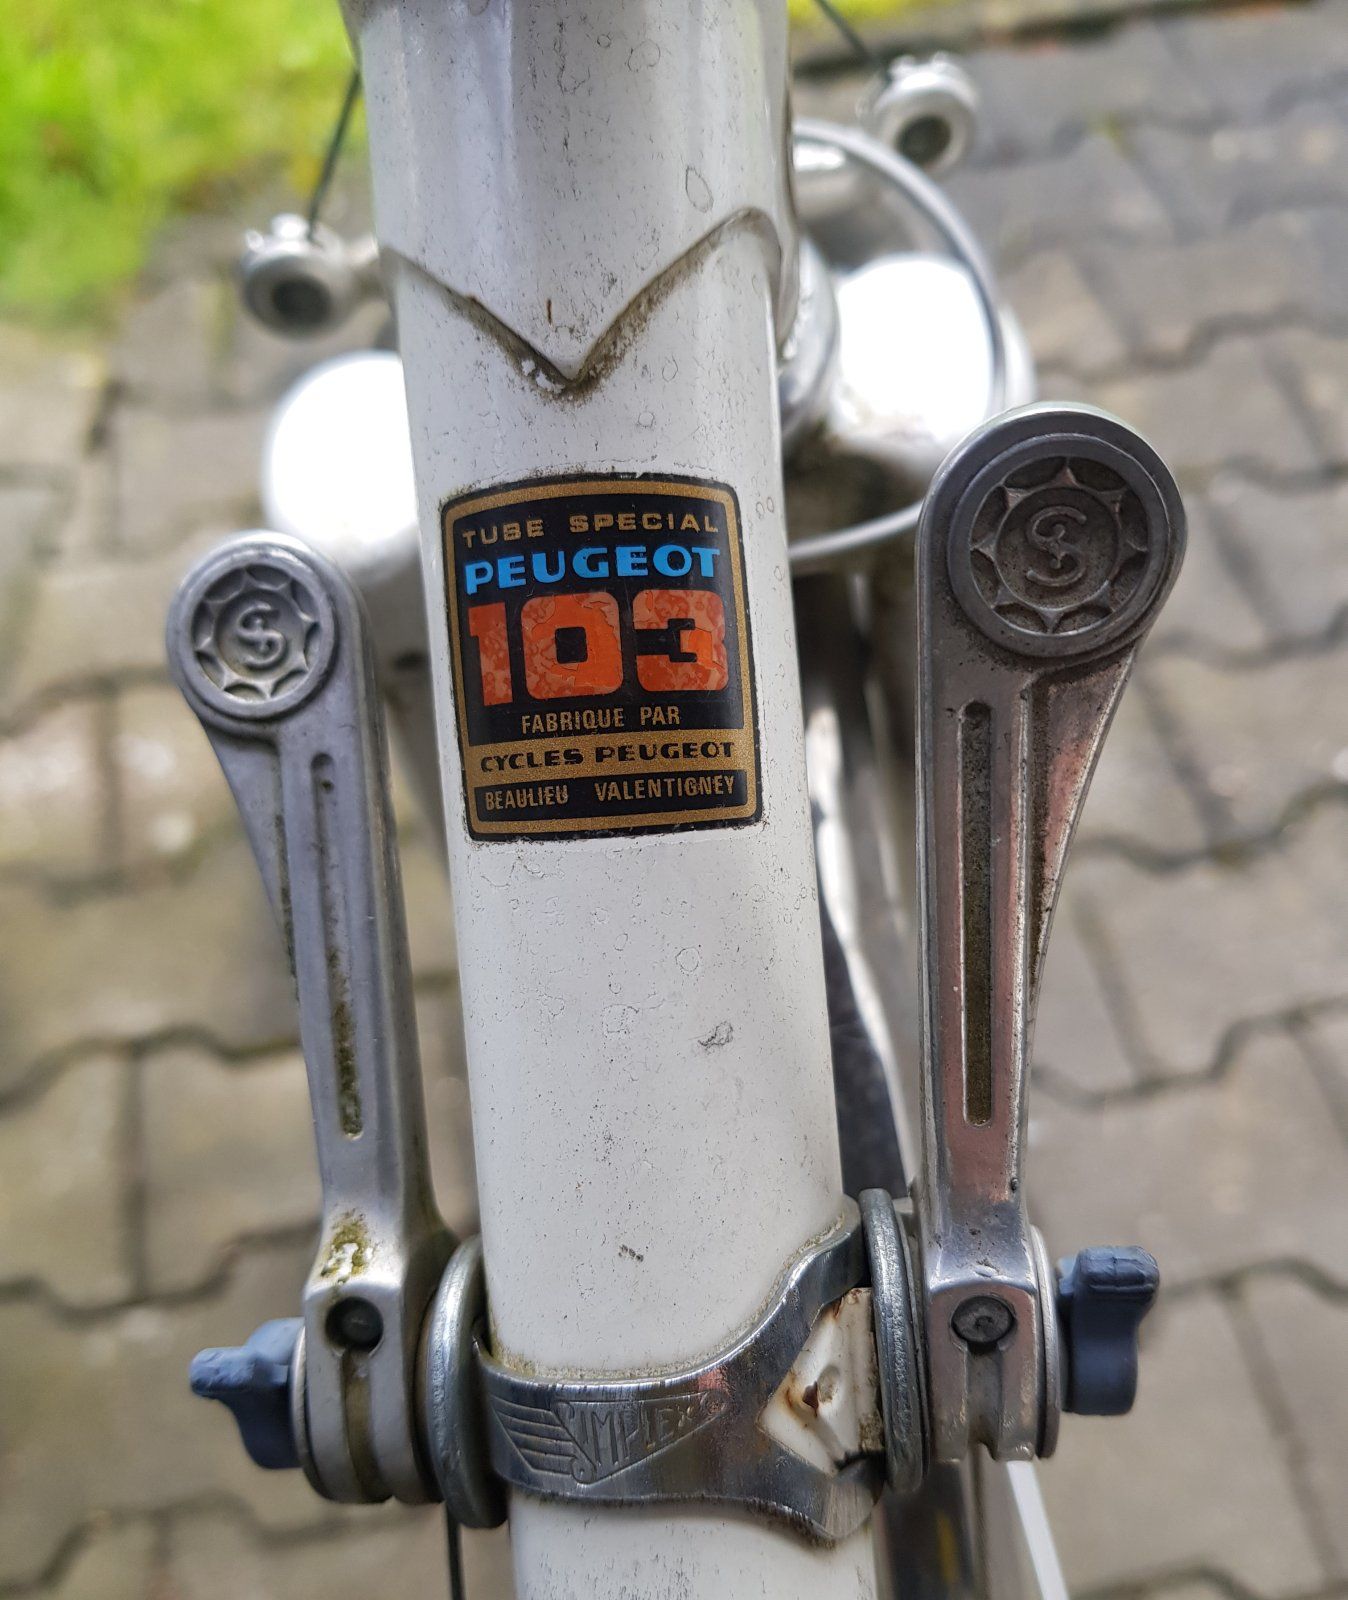 TUBE SPECIAL
PEUGEOT
103
FABRIQUE PAR
CYCLES PEUGEOT
BEAULIEU VALENTIGNEY
S
S
SIMPLEX